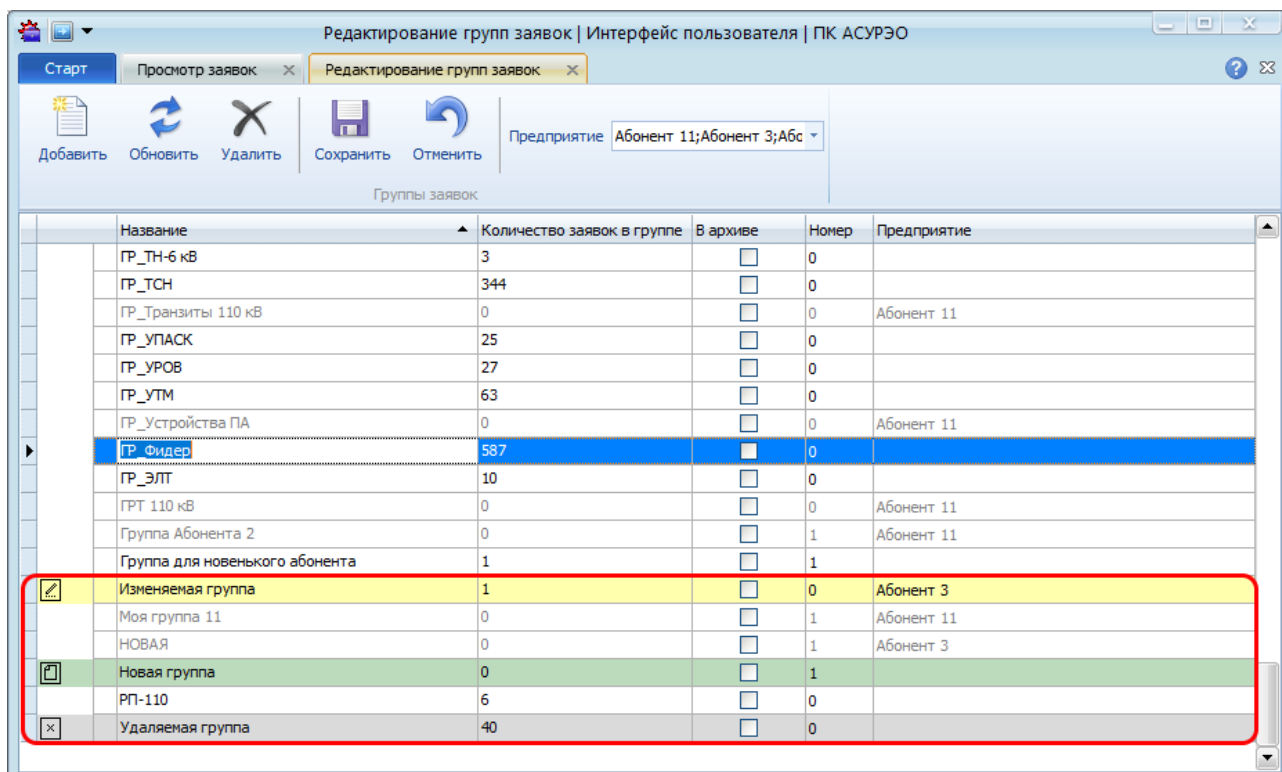 Редактирование групп заявок | Интерфейс пользователя | ПК АСУРЭО
Старт Просмотр заявок Редактирование групп заявок
Добавить Обновить Удалить Сохранить Отменить Предприятие Абонент 11;Абонент 3;Абс
Группы заявок
Название Количество заявок в группе В архиве Номер Предприятие
ГР_ТН-6 кВ 3 0
ГР_ТСН 344 0
ГР_Транзиты 110 кВ 0 0 Абонент 11
ГР_УПАСК 25 0
ГР_УРОВ 27 0
ГР_УТМ 63 0
ГР_Устройства ПА 0 0 Абонент 11
ГР_Фидер 587 0
ГР_ЭЛТ 10 0
ГРТ 110 кВ 0 0 Абонент 11
Группа Абонента 2 0 1 Абонент 11
Группа для новенького абонента 1 1
Изменяемая группа 1 0 Абонент 3
Моя группа 11 0 1 Абонент 11
НОВАЯ 0 1 Абонент 3
Новая группа 0 1
РП-110 6 0
Удаляемая группа 40 0